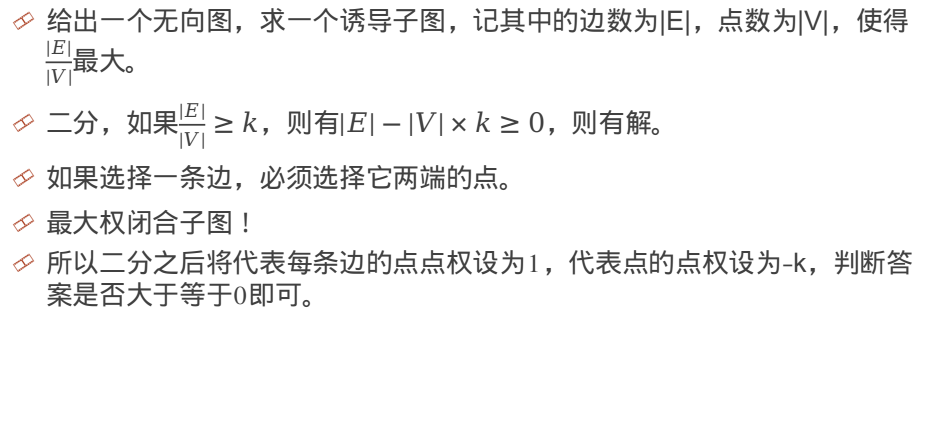 给出一个无向图，求一个诱导子图，记其中的边数为|E|，点数为|V|，使得
|E|/|V|最大。
二分，如果|E|/|V| ≥ k，则有|E| − |V| × k ≥ 0，则有解。
如果选择一条边，必须选择它两端的点。
最大权闭合子图！
所以二分之后将代表每条边的点点权设为1，代表点的点权设为-k，判断答
案是否大于等于0即可。